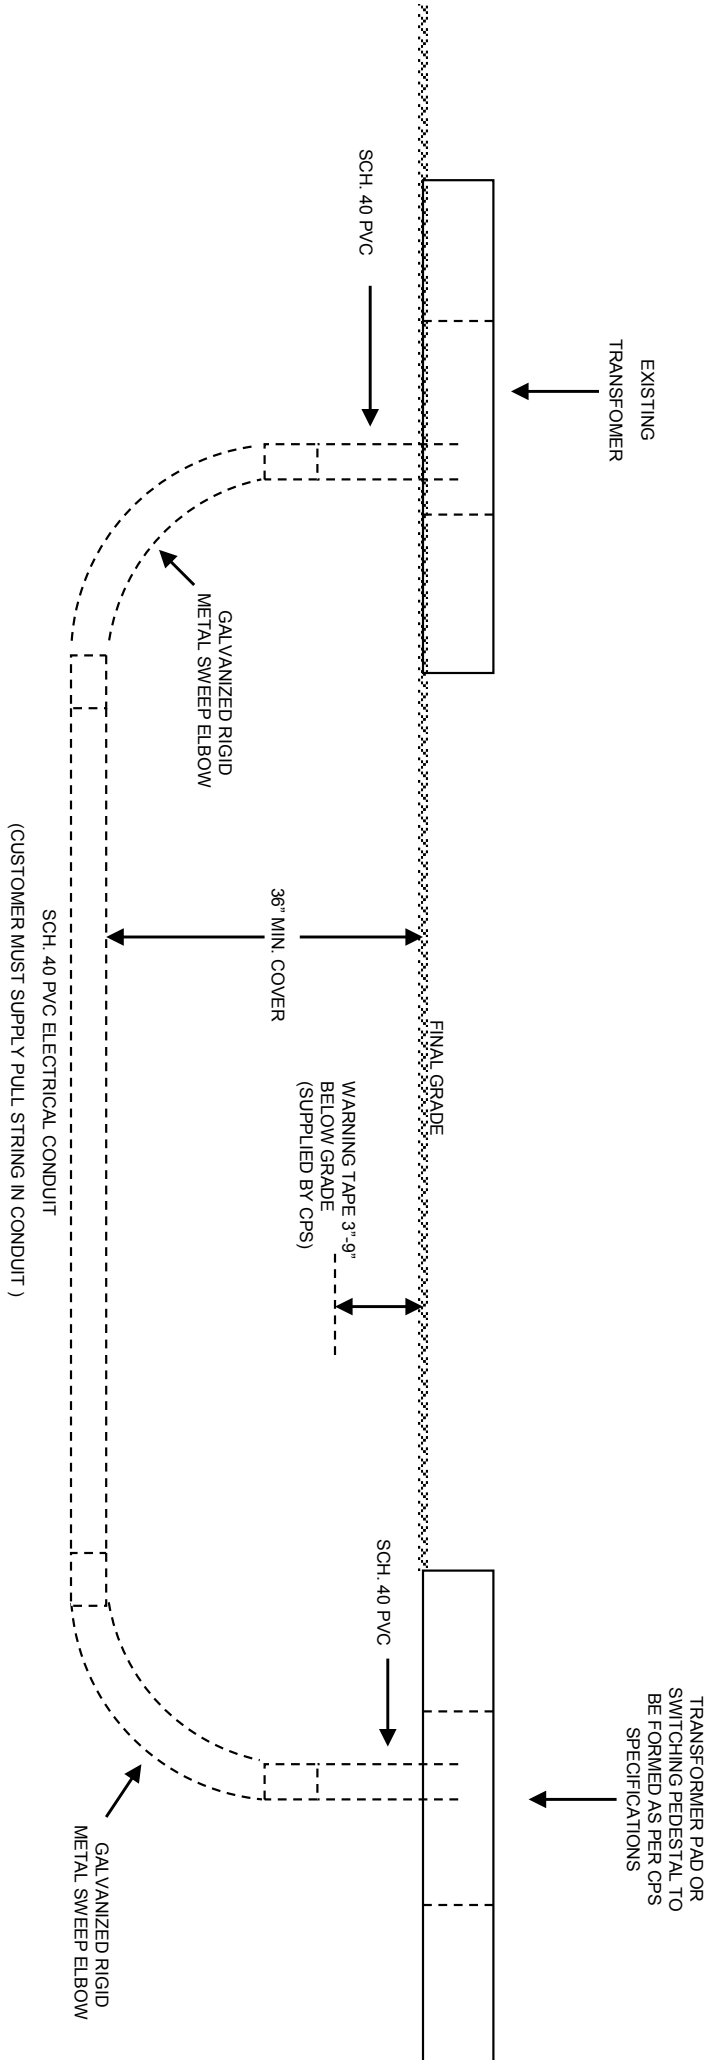 EXISTING
TRANSFOMER
TRANSFORMER PAD OR
SWITCHING PEDESTAL TO
BE FORMED AS PER CPS
SPECIFICATIONS
FINAL GRADE
SCH. 40 PVC
SCH. 40 PVC
WARNING TAPE 3"-9"
BELOW GRADE
(SUPPLIED BY CPS)
36" MIN. COVER
GALVANIZED RIGID
METAL SWEEP ELBOW
GALVANIZED RIGID
METAL SWEEP ELBOW
SCH. 40 PVC ELECTRICAL CONDUIT
(CUSTOMER MUST SUPPLY PULL STRING IN CONDUIT )